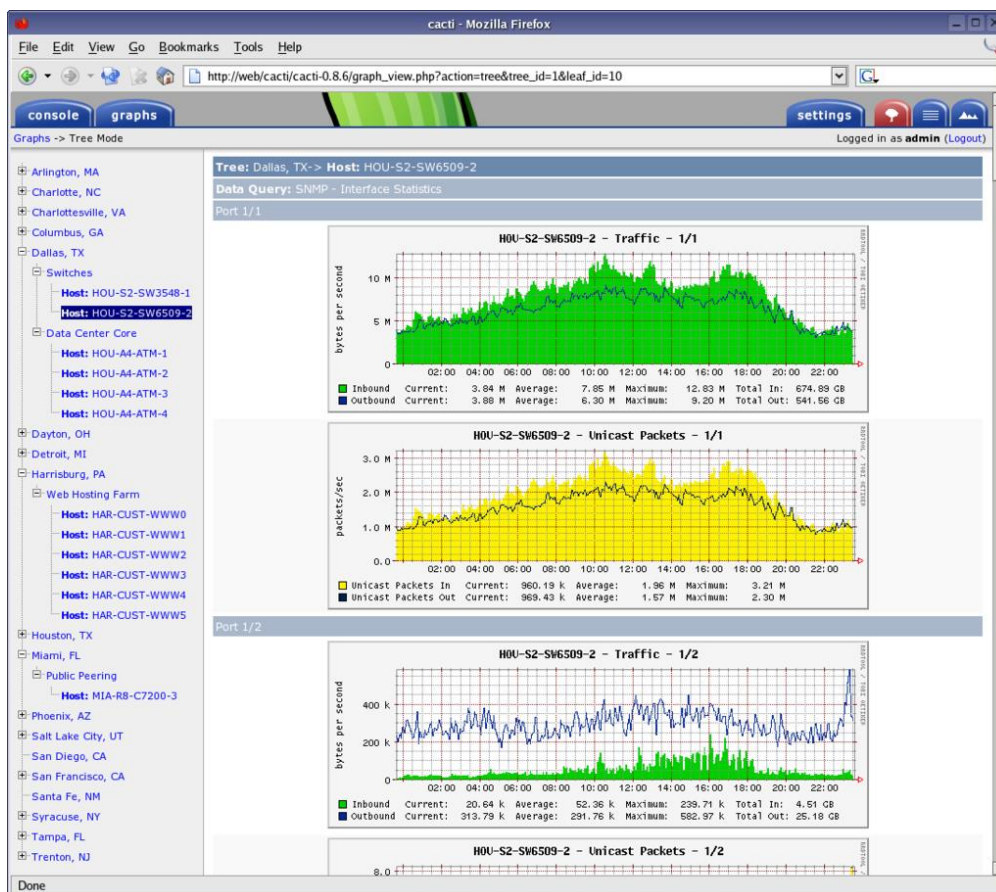 cacti - Mozilla Firefox
File Edit View Go Bookmarks Tools Help
http://web/cacti/cacti-0.8.6/graph_view.php?action=tree&tree_id=1&leaf_id=10
G
console graphs settings
Graphs -> Tree Mode
Logged in as admin (Logout)
Arlington, MA
Charlotte, NC
Charlottesville, VA
Columbus, GA
Dallas, TX
Switches
Host: HOU-S2-SW3548-1
Host: HOU-S2-SW6509-2
Data Center Core
Host: HOU-A4-ATM-1
Host: HOU-A4-ATM-2
Host: HOU-A4-ATM-3
Host: HOU-A4-ATM-4
Dayton, OH
Detroit, MI
Harrisburg, PA
Web Hosting Farm
Host: HAR-CUST-WWW0
Host: HAR-CUST-WWW1
Host: HAR-CUST-WWW2
Host: HAR-CUST-WWW3
Host: HAR-CUST-WWW4
Host: HAR-CUST-WWW5
Houston, TX
Miami, FL
Public Peering
Host: MIA-R8-C7200-3
Phoenix, AZ
Salt Lake City, UT
San Diego, CA
San Francisco, CA
Santa Fe, NM
Syracuse, NY
Tampa, FL
Trenton, NJ
Tree: Dallas, TX-> Host: HOU-S2-SW6509-2
Data Query: SNMP - Interface Statistics
Port 1/1
HOU-S2-SW6509-2 - Traffic - 1/1
RRDTOOL / TOBI OETIKER
bytes per second
10 M
5 M
0
02:00 04:00 06:00 08:00 10:00 12:00 14:00 16:00 18:00 20:00 22:00
Inbound Current: 3.84 M Average: 7.85 M Maximum: 12.83 M Total In: 674.89 GB
Outbound Current: 3.88 M Average: 6.30 M Maximum: 9.20 M Total Out: 541.56 GB
HOU-S2-SW6509-2 - Unicast Packets - 1/1
RRDTOOL / TOBI OETIKER
packets/sec
3.0 M
2.0 M
1.0 M
0.0
02:00 04:00 06:00 08:00 10:00 12:00 14:00 16:00 18:00 20:00 22:00
Unicast Packets In Current: 960.19 k Average: 1.96 M Maximum: 3.21 M
Unicast Packets Out Current: 969.43 k Average: 1.57 M Maximum: 2.30 M
Port 1/2
HOU-S2-SW6509-2 - Traffic - 1/2
RRDTOOL / TOBI OETIKER
bytes per second
400 k
200 k
0
02:00 04:00 06:00 08:00 10:00 12:00 14:00 16:00 18:00 20:00 22:00
Inbound Current: 20.64 k Average: 52.36 k Maximum: 239.71 k Total In: 4.51 GB
Outbound Current: 313.79 k Average: 291.76 k Maximum: 582.97 k Total Out: 25.18 GB
HOU-S2-SW6509-2 - Unicast Packets - 1/2
8.0
Done